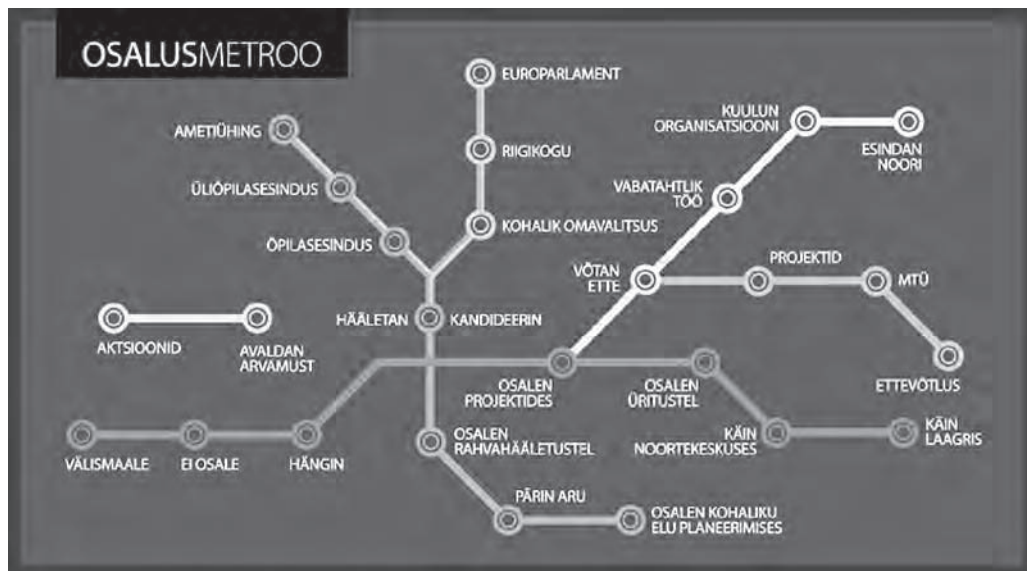 OSALUSMETROO
EUROPARLAMENT
RIIGIKOGU
KOHALIK OMAVALITSUS
AMETIÜHING
ÜLIÕPILASESINDUS
ÕPILASESINDUS
HÄÄLETAN
KANDIDEERIN
KUULUN
ORGANISATSIOONI
ESINDAN
NOORI
VABATAHTLIK
TÖÖ
VÕTAN
ETTE
PROJEKTID
MTÜ
ETTEVÕTLUS
AKTSIOONID
AVALDAN
ARVAMUST
OSALEN
PROJEKTIDES
OSALEN
ÜRITUSTEL
KÄIN
NOORTEKESKUSES
KÄIN
LAAGRIS
VÄLISMAALE
EI OSALE
HÄNGIN
OSALEN
RAHVAHÄÄLETUSTEL
PÄRIN ARU
OSALEN KOHALIKU
ELU PLANEERIMISES